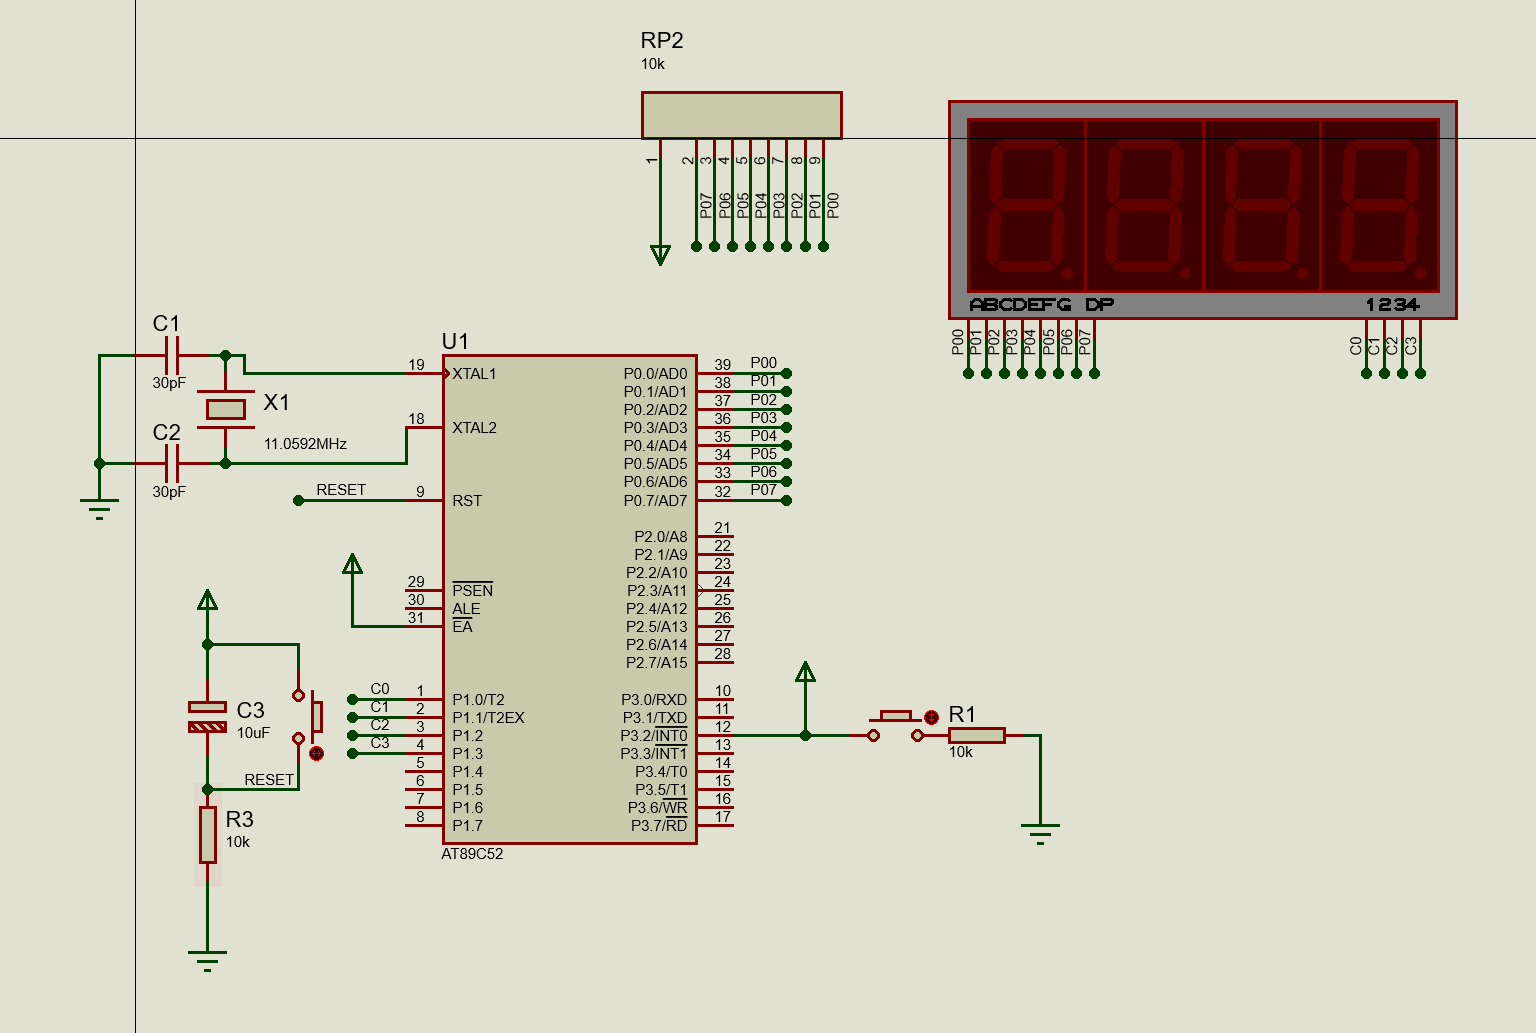 RP2
10k
1
2
3
4
5
6
7
8
9
P07
P06
P05
P04
P03
P02
P01
P00
ABCDEFG DP
1234
P00
P01
P02
P03
P04
P05
P06
P07
C0
C1
C2
C3
C1
30pF
X1
11.0592MHz
C2
30pF
U1
19 XTAL1
18 XTAL2
RESET 9 RST
29 PSEN
30 ALE
31 EA
C0 1 P1.0/T2
C1 2 P1.1/T2EX
C2 3 P1.2
C3 4 P1.3
5 P1.4
6 P1.5
7 P1.6
8 P1.7
P0.0/AD0 39 P00
P0.1/AD1 38 P01
P0.2/AD2 37 P02
P0.3/AD3 36 P03
P0.4/AD4 35 P04
P0.5/AD5 34 P05
P0.6/AD6 33 P06
P0.7/AD7 32 P07
P2.0/A8 21
P2.1/A9 22
P2.2/A10 23
P2.3/A11 24
P2.4/A12 25
P2.5/A13 26
P2.6/A14 27
P2.7/A15 28
P3.0/RXD 10
P3.1/TXD 11
P3.2/INT0 12
P3.3/INT1 13
P3.4/T0 14
P3.5/T1 15
P3.6/WR 16
P3.7/RD 17
AT89C52
C3
10uF
RESET
R3
10k
R1
10k